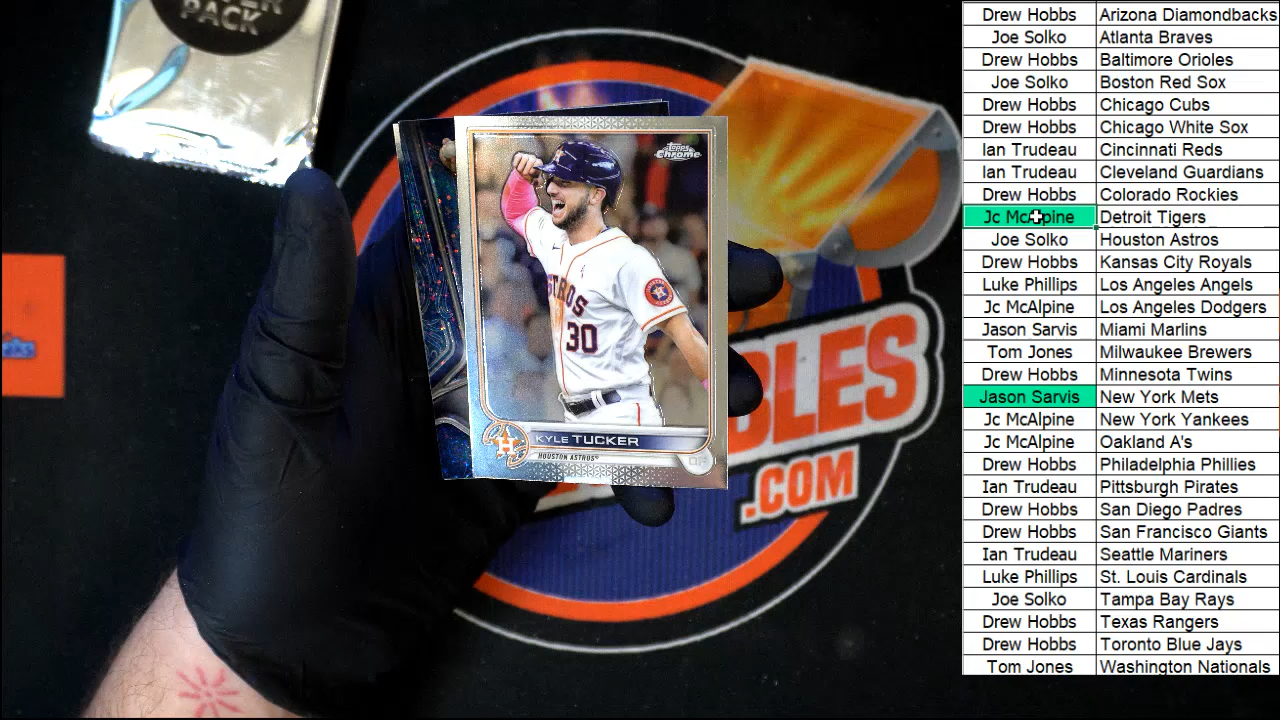 PACK
Topps
Chrome
ASTROS
30
KYLE TUCKER
HOUSTON ASTROS®
OF
BLES
.COM
Drew Hobbs Arizona Diamondbacks
Joe Solko Atlanta Braves
Drew Hobbs Baltimore Orioles
Joe Solko Boston Red Sox
Drew Hobbs Chicago Cubs
Drew Hobbs Chicago White Sox
Ian Trudeau Cincinnati Reds
Ian Trudeau Cleveland Guardians
Drew Hobbs Colorado Rockies
Jc McAlpine Detroit Tigers
Joe Solko Houston Astros
Drew Hobbs Kansas City Royals
Luke Phillips Los Angeles Angels
Jc McAlpine Los Angeles Dodgers
Jason Sarvis Miami Marlins
Tom Jones Milwaukee Brewers
Drew Hobbs Minnesota Twins
Jason Sarvis New York Mets
Jc McAlpine New York Yankees
Jc McAlpine Oakland A's
Drew Hobbs Philadelphia Phillies
Ian Trudeau Pittsburgh Pirates
Drew Hobbs San Diego Padres
Drew Hobbs San Francisco Giants
Ian Trudeau Seattle Mariners
Luke Phillips St. Louis Cardinals
Joe Solko Tampa Bay Rays
Drew Hobbs Texas Rangers
Drew Hobbs Toronto Blue Jays
Tom Jones Washington Nationals